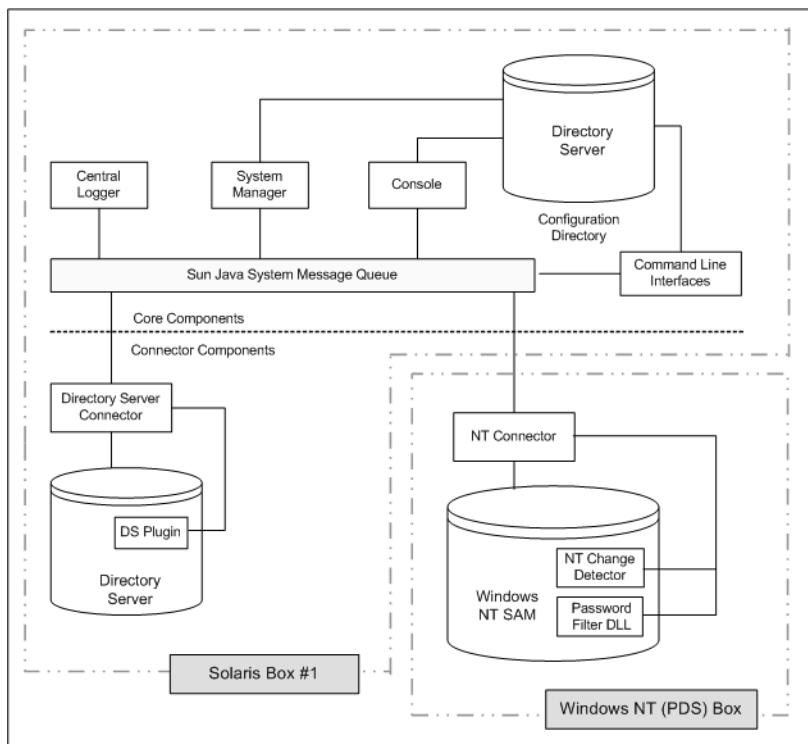 Directory
Server
Central
Logger
System
Manager
Console
Configuration
Directory
Sun Java System Message Queue
Command Line
Interfaces
Core Components
Connector Components
Directory Server
Connector
NT Connector
DS Plugin
Directory
Server
NT Change
Detector
Windows
NT SAM
Password
Filter DLL
Solaris Box #1
Windows NT (PDS) Box